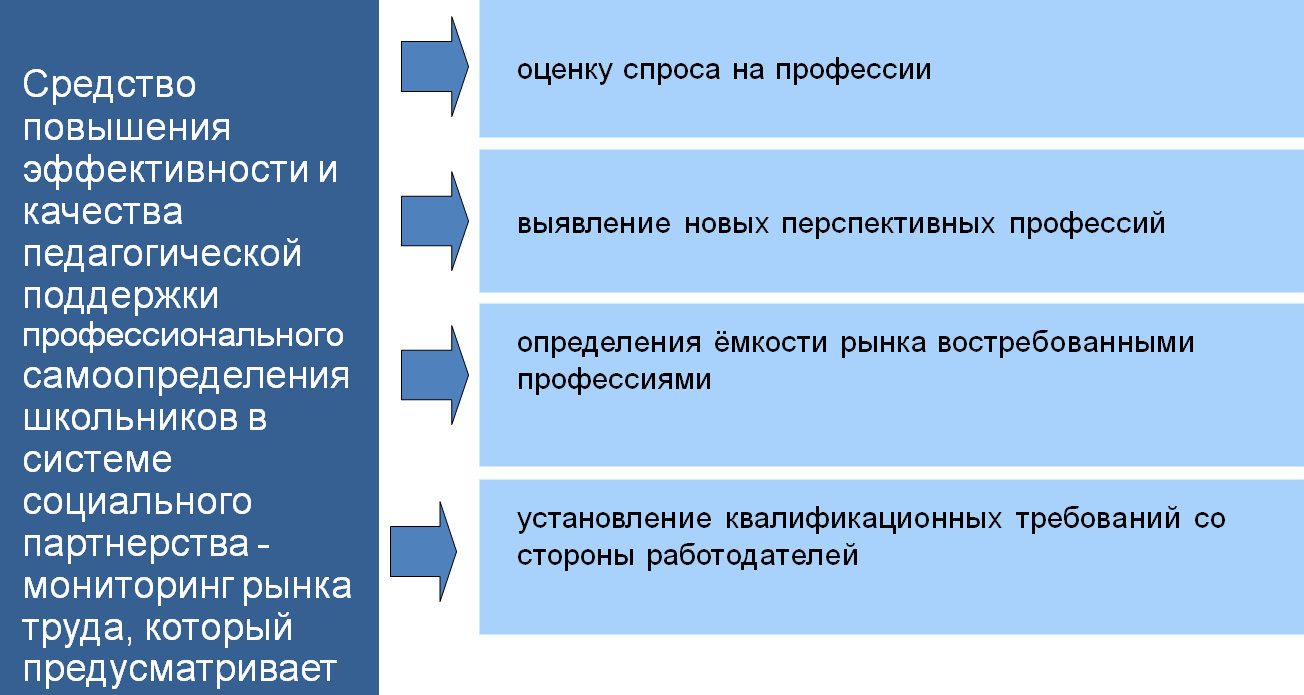 Средство
повышения
эффективности и
качества
педагогической
поддержки
профессионального
самоопределения
школьников в
системе
социального
партнерства -
мониторинг рынка
труда, который
предусматривает
оценку спроса на профессии
выявление новых перспективных профессий
определения ёмкости рынка востребованными
профессиями
установление квалификационных требований со
стороны работодателей